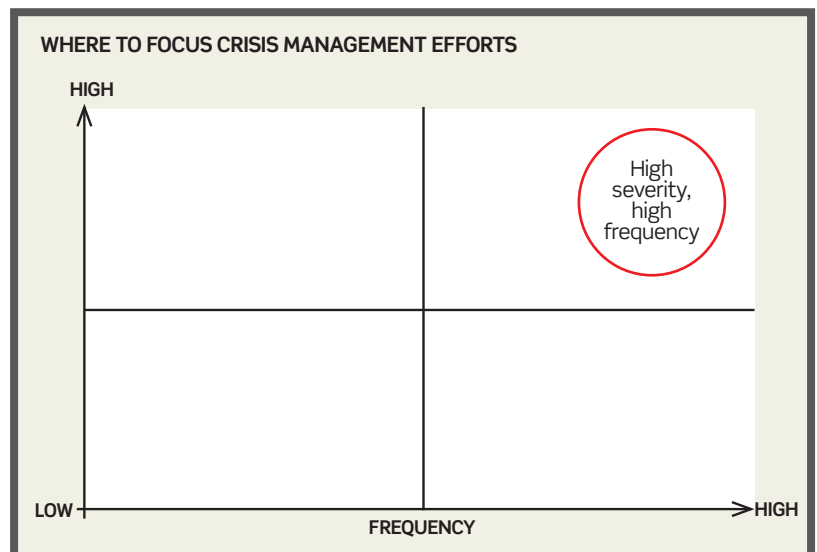 WHERE TO FOCUS CRISIS MANAGEMENT EFFORTS
HIGH
High
severity,
high
frequency
LOW
HIGH
FREQUENCY